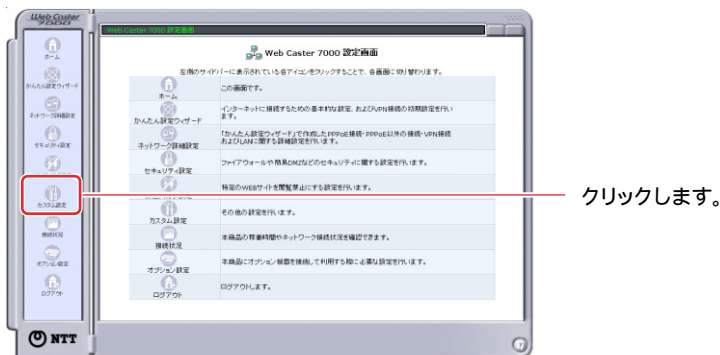 Web Caster
7000
Web Caster 7000 設定画面
ホーム
かんたん設定ウィザード
ネットワーク詳細設定
セキュリティ設定
カスタム設定
接続状況
オプション設定
ログアウト
NTT
Web Caster 7000 設定画面
左側のサイドバーに表示されている各アイコンをクリックすることで、各画面に切り替わります。
ホーム
この画面です。
かんたん設定ウィザード
インターネットに接続するための基本的な設定、およびVPN接続の初期設定を行い
ます。
ネットワーク詳細設定
「かんたん設定ウィザード」で作成したPPPoE接続・PPPoE以外の接続・VPN接続
およびLANに関する詳細設定を行います。
セキュリティ設定
ファイアウォールや簡易DMZなどのセキュリティに関する設定を行います。
特定のWEBサイトを閲覧禁止にする設定を行います。
カスタム設定
その他の設定を行います。
接続状況
本商品の稼働時間やネットワーク接続状況を確認できます。
オプション設定
本商品にオプション機器を接続して利用する際に必要な設定を行います。
ログアウト
ログアウトします。
クリックします。